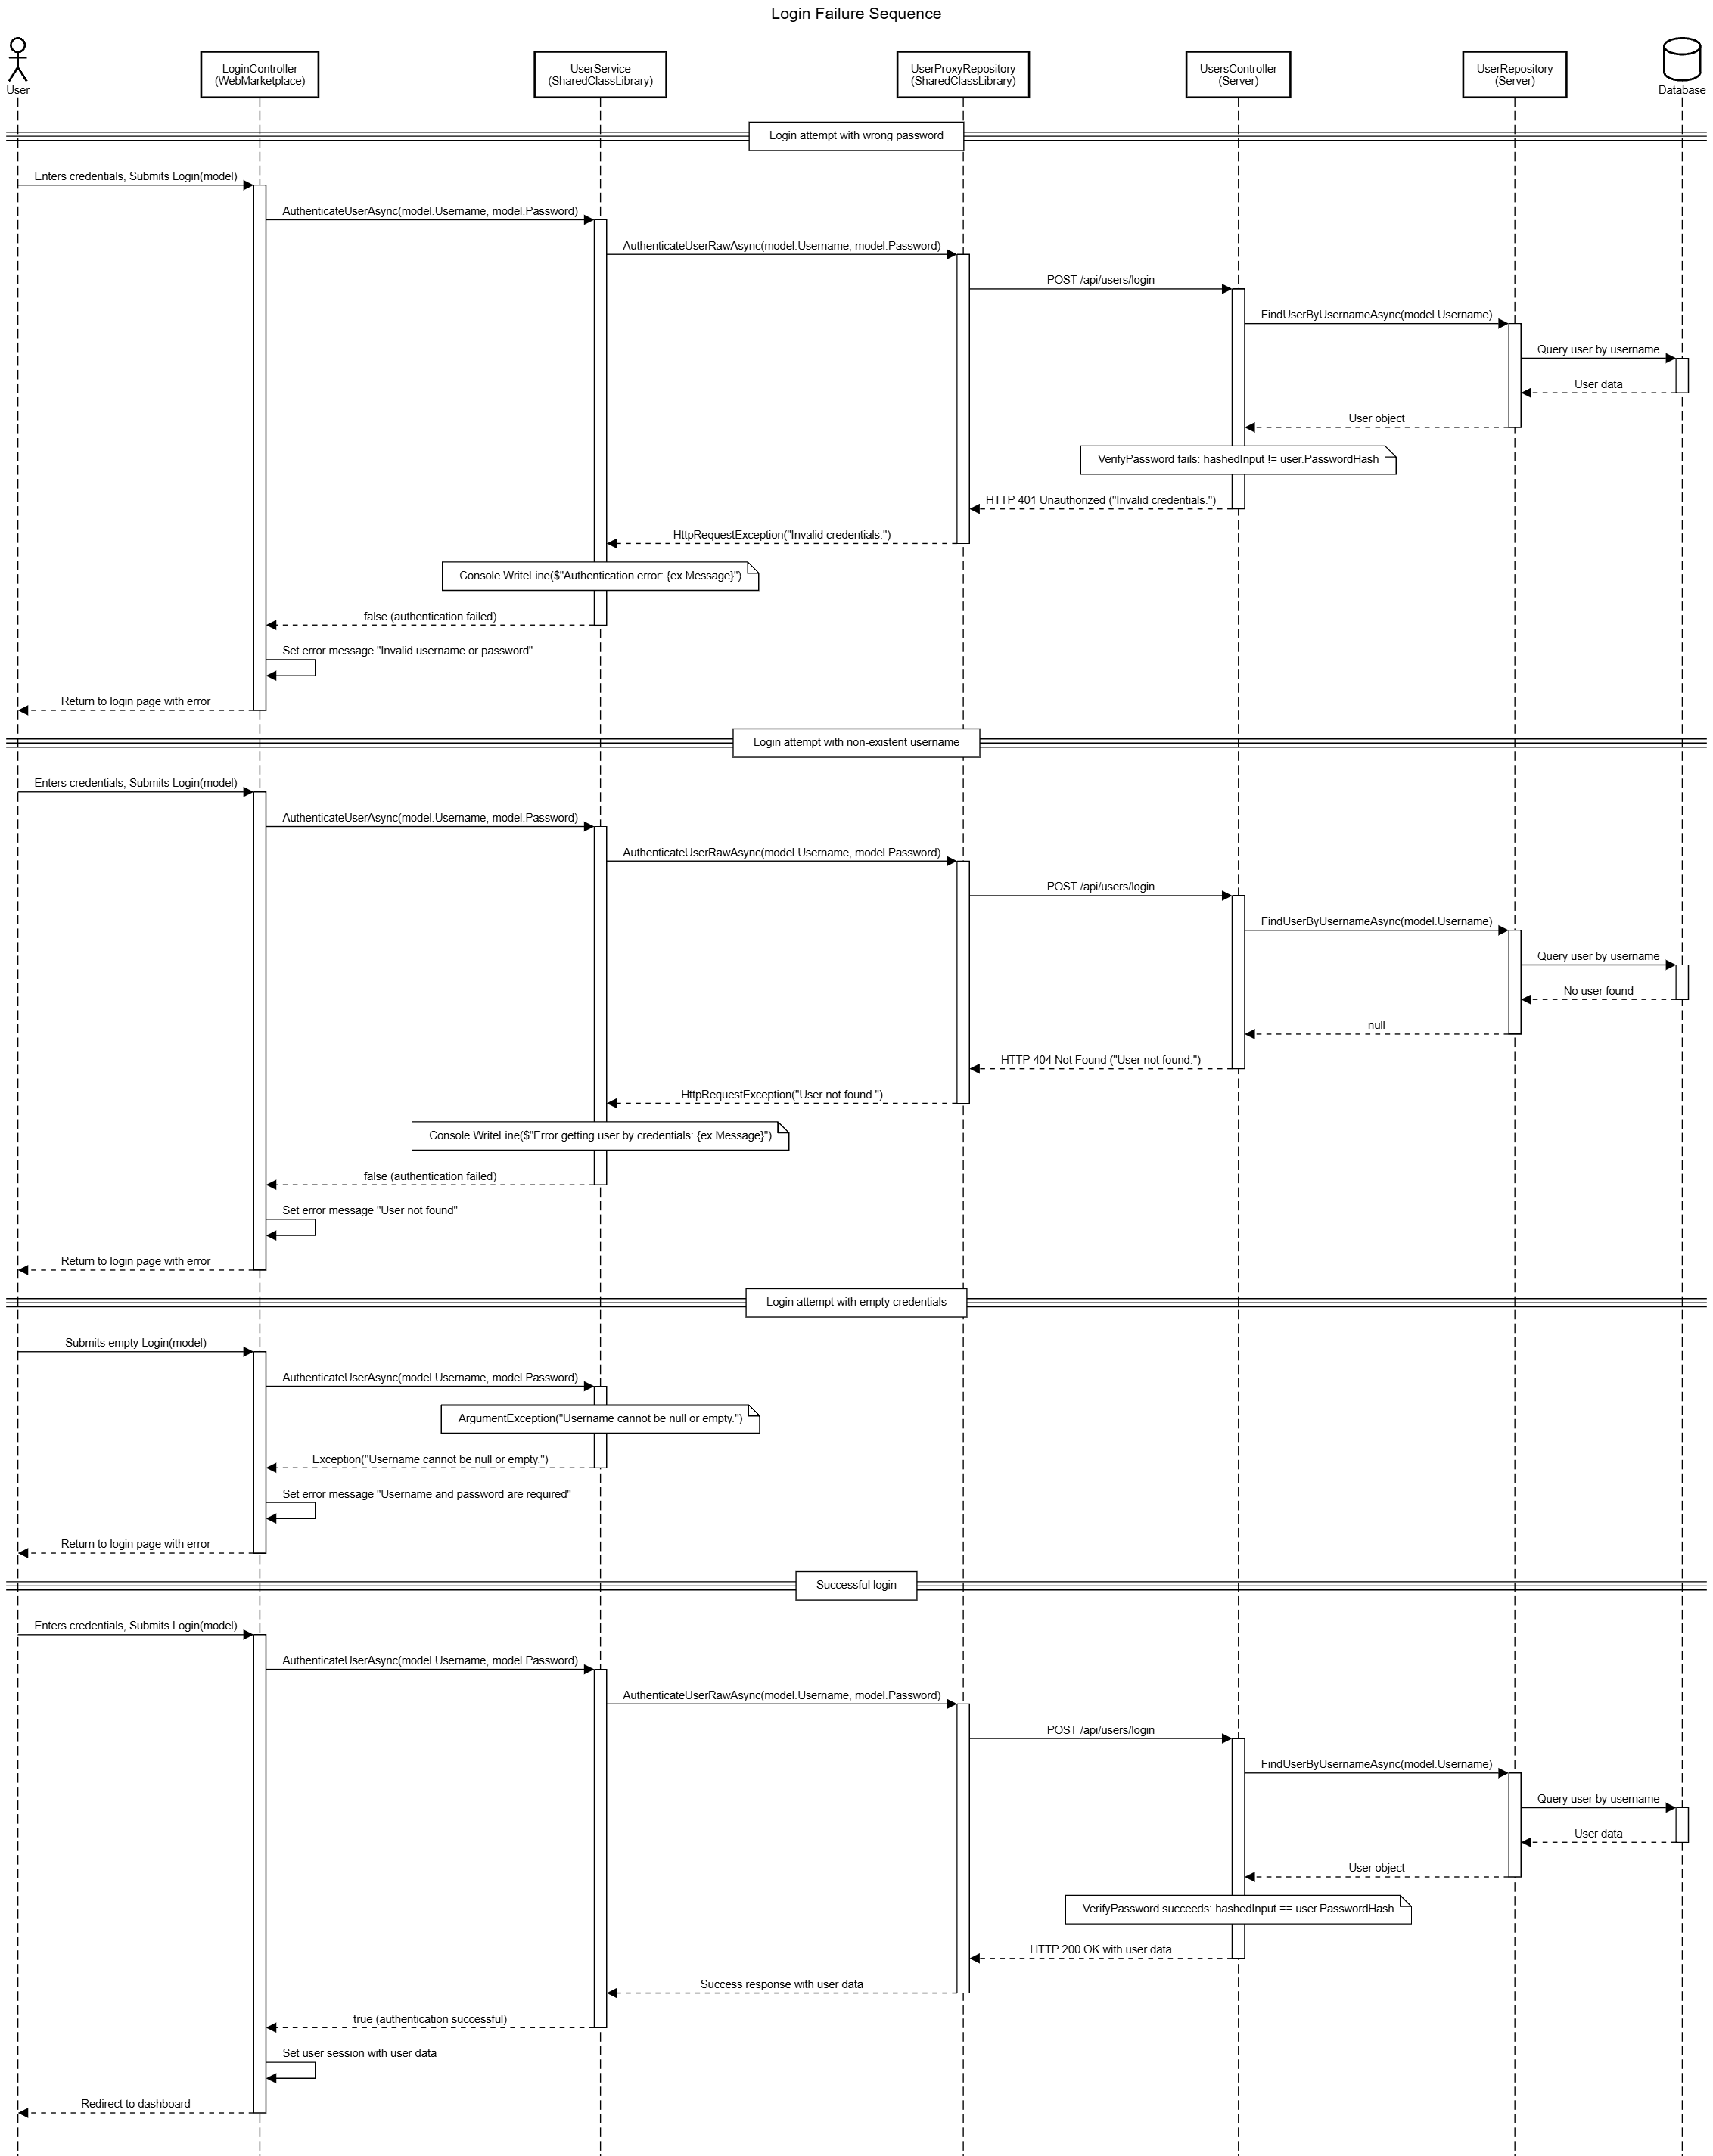 Login Failure Sequence
User
LoginController
(WebMarketplace)
UserService
(SharedClassLibrary)
UserProxyRepository
(SharedClassLibrary)
UsersController
(Server)
UserRepository
(Server)
Database
Login attempt with wrong password
Enters credentials, Submits Login(model)
AuthenticateUserAsync(model.Username, model.Password)
AuthenticateUserRawAsync(model.Username, model.Password)
POST /api/users/login
FindUserByUsernameAsync(model.Username)
Query user by username
User data
User object
VerifyPassword fails: hashedInput != user.PasswordHash
HTTP 401 Unauthorized ("Invalid credentials.")
HttpRequestException("Invalid credentials.")
Console.WriteLine($"Authentication error: {ex.Message}")
false (authentication failed)
Set error message "Invalid username or password"
Return to login page with error
Login attempt with non-existent username
Enters credentials, Submits Login(model)
AuthenticateUserAsync(model.Username, model.Password)
AuthenticateUserRawAsync(model.Username, model.Password)
POST /api/users/login
FindUserByUsernameAsync(model.Username)
Query user by username
No user found
null
HTTP 404 Not Found ("User not found.")
HttpRequestException("User not found.")
Console.WriteLine($"Error getting user by credentials: {ex.Message}")
false (authentication failed)
Set error message "User not found"
Return to login page with error
Login attempt with empty credentials
Submits empty Login(model)
AuthenticateUserAsync(model.Username, model.Password)
ArgumentException("Username cannot be null or empty.")
Exception("Username cannot be null or empty.")
Set error message "Username and password are required"
Return to login page with error
Successful login
Enters credentials, Submits Login(model)
AuthenticateUserAsync(model.Username, model.Password)
AuthenticateUserRawAsync(model.Username, model.Password)
POST /api/users/login
FindUserByUsernameAsync(model.Username)
Query user by username
User data
User object
VerifyPassword succeeds: hashedInput == user.PasswordHash
HTTP 200 OK with user data
Success response with user data
true (authentication successful)
Set user session with user data
Redirect to dashboard